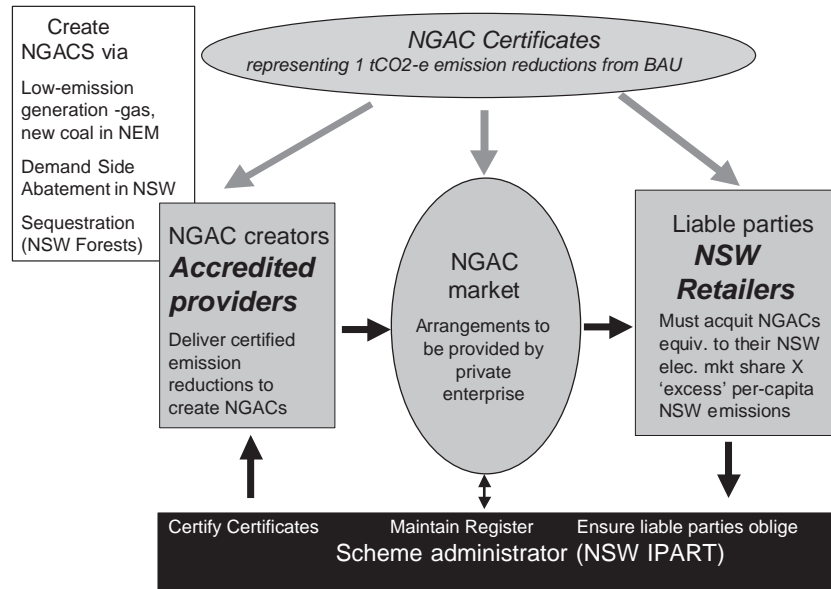 Create
NGACS via
Low-emission
generation -gas,
new coal in NEM
Demand Side
Abatement in NSW
Sequestration
(NSW Forests)
NGAC Certificates
representing 1 tCO2-e emission reductions from BAU
NGAC creators
Accredited
providers
Deliver certified
emission
reductions to
create NGACs
NGAC
market
Arrangements to
be provided by
private
enterprise
Liable parties
NSW
Retailers
Must acquit NGACs
equiv. to their NSW
elec. mkt share X
‘excess’ per-capita
NSW emissions
Certify Certificates
Maintain Register
Ensure liable parties oblige
Scheme administrator (NSW IPART)